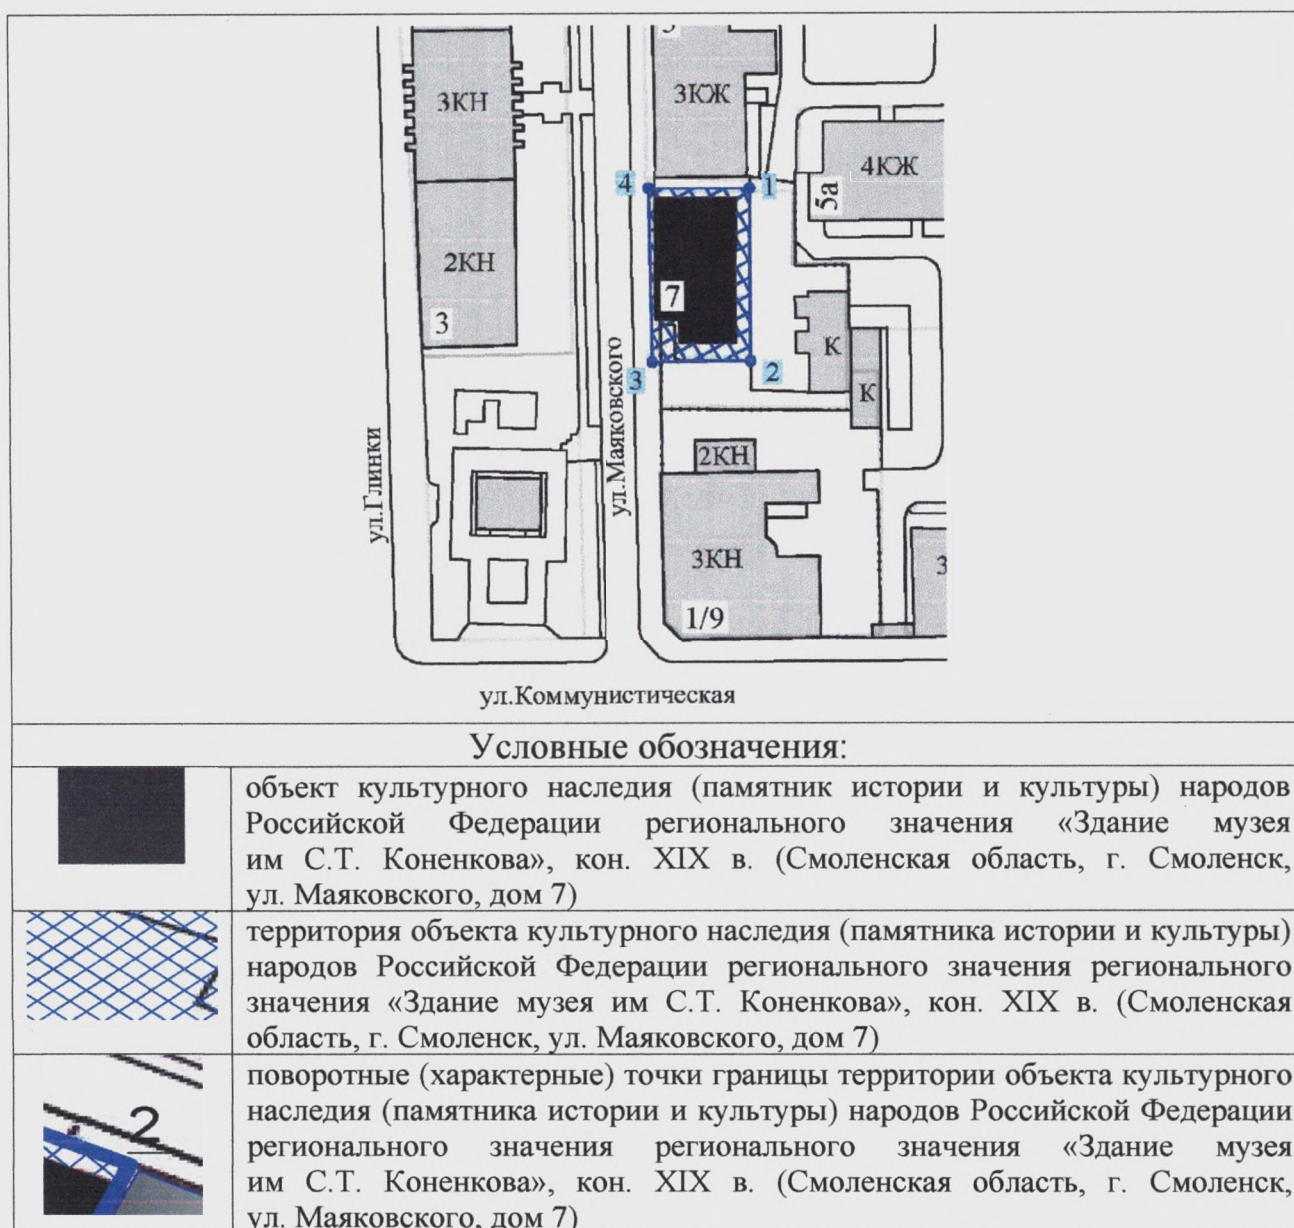 3КН
3КЖ
4КЖ
5а
4
1
2КН
7
3
К
3
2
К
ул.Маяковского
ул.Глинки
2КН
3КН
3
1/9
ул.Коммунистическая
Условные обозначения:
объект культурного наследия (памятник истории и культуры) народов
Российской Федерации регионального значения «Здание музея
им С.Т. Коненкова», кон. XIX в. (Смоленская область, г. Смоленск,
ул. Маяковского, дом 7)
территория объекта культурного наследия (памятника истории и культуры)
народов Российской Федерации регионального значения регионального
значения «Здание музея им С.Т. Коненкова», кон. XIX в. (Смоленская
область, г. Смоленск, ул. Маяковского, дом 7)
2
поворотные (характерные) точки границы территории объекта культурного
наследия (памятника истории и культуры) народов Российской Федерации
регионального значения регионального значения «Здание музея
им С.Т. Коненкова», кон. XIX в. (Смоленская область, г. Смоленск,
ул. Маяковского, дом 7)